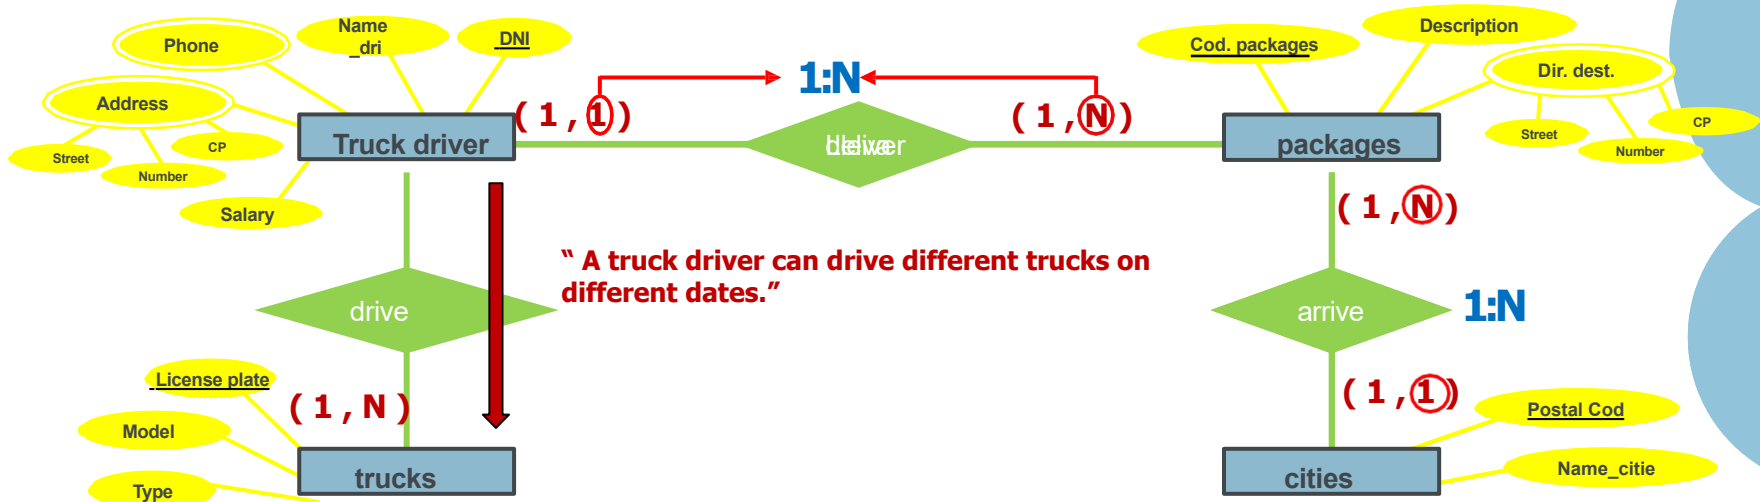 Name
_dri
DNI
Phone
Address
Street
Number
CP
Salary
Truck driver
( 1 , 1 )
1:N
( 1 , N )
deliver
Cod. packages
Description
Dir. dest.
Street
Number
CP
packages
( 1 , N )
“ A truck driver can drive different trucks on
different dates.”
drive
arrive
1:N
License plate
Model
Type
( 1 , N )
trucks
( 1 , 1 )
Postal Cod
Name_citie
cities